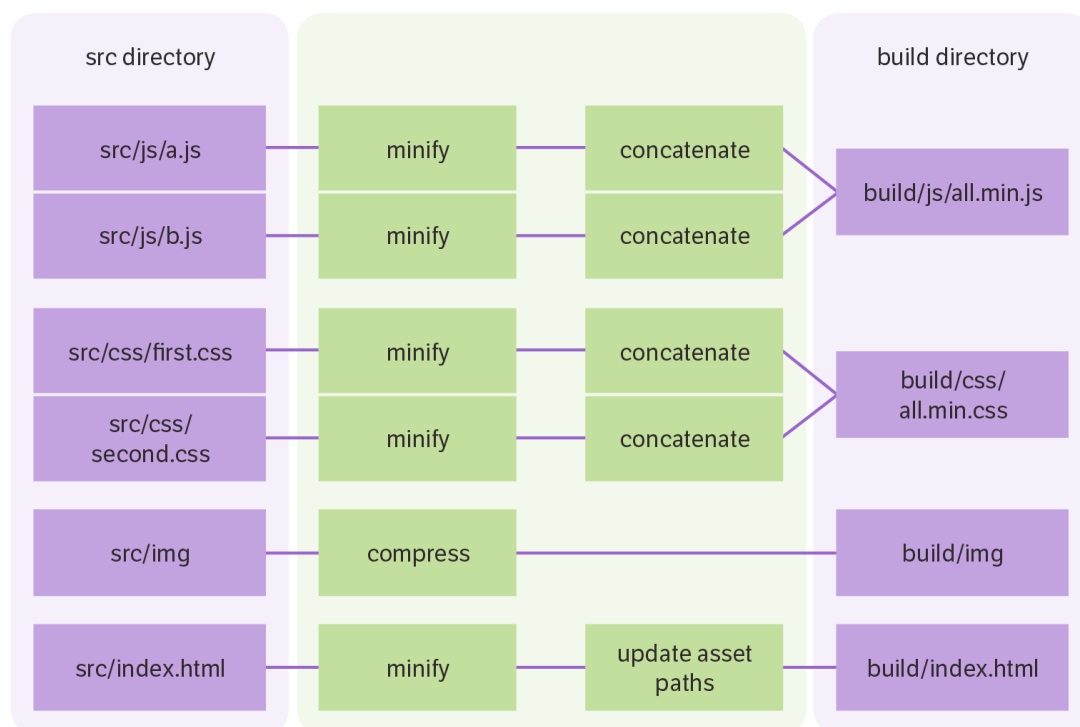 src directory
build directory
src/js/a.js
minify
concatenate
build/js/all.min.js
src/js/b.js
minify
concatenate
src/css/first.css
minify
concatenate
build/css/
all.min.css
src/css/
second.css
minify
concatenate
src/img
compress
build/img
src/index.html
minify
update asset
paths
build/index.html